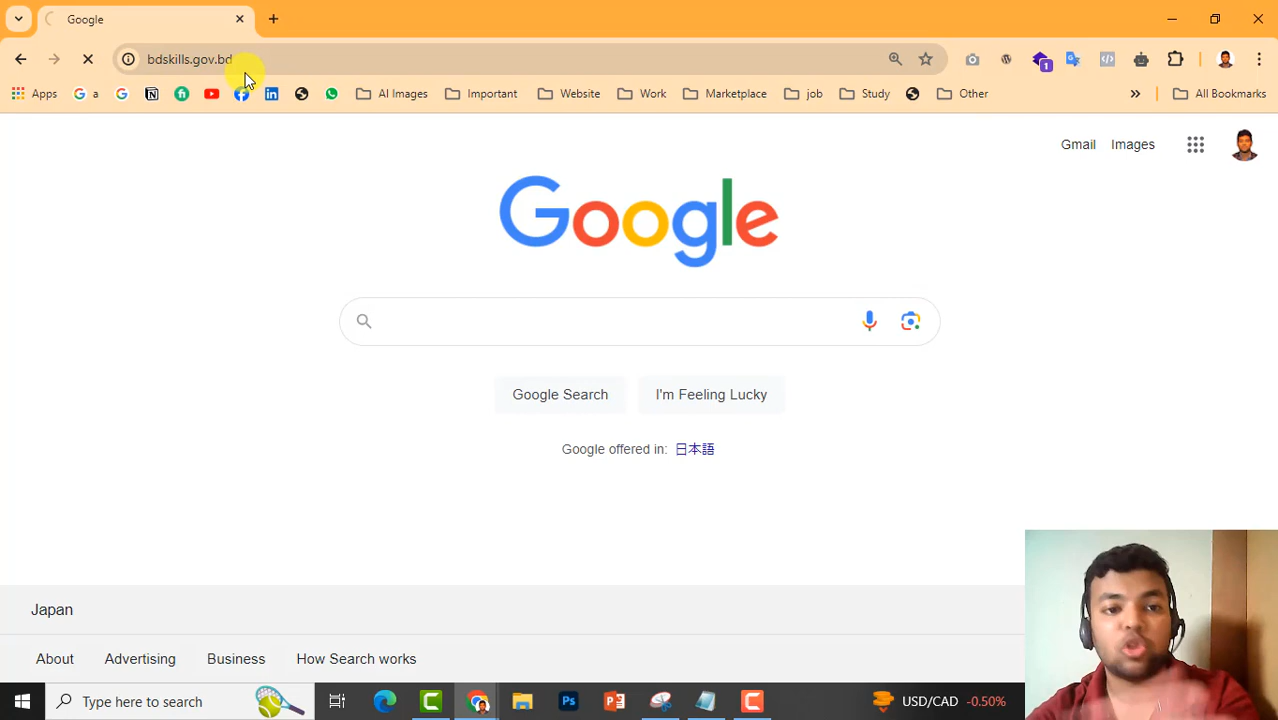 Google
bdskills.gov.bd
Apps
a
AI Images
Important
Website
Work
Marketplace
job
Study
Other
All Bookmarks
1
Gmail
Images
Google
Google Search
I'm Feeling Lucky
Google offered in: 日本語
Japan
About
Advertising
Business
How Search works
Type here to search
USD/CAD -0.50%